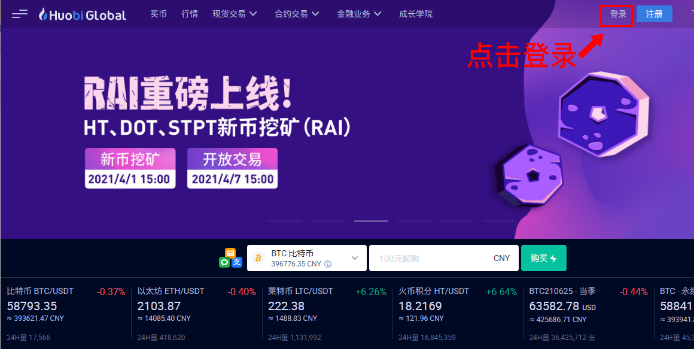 Huobi Global 买币 行情 现货交易 合约交易 金融业务 成长学院 登录 注册
点击登录
RAI重磅上线!
HT、DOT、STPT新币挖矿(RAI)
新币挖矿 开放交易
2021/4/1 15:00 2021/4/7 15:00
BTC 比特币
396776.35 CNY
100元起购 CNY 购买
比特币 BTC/USDT -0.37% 以太坊 ETH/USDT -0.40% 莱特币 LTC/USDT +6.26% 火币积分 HT/USDT +6.64% BTC210625 · 当季 -0.44% BTC · 永续
58793.35 2103.87 222.38 18.2169 63582.78 USD 58841
≈ 393621.47 CNY ≈ 14085.40 CNY ≈ 1488.83 CNY ≈ 121.96 CNY ≈ 425686.71 CNY ≈ 393941.
24H量 17,566 24H量 418,620 24H量 1,131,992 24H量 16,845,359 24H量 36,425,712 张 24H量